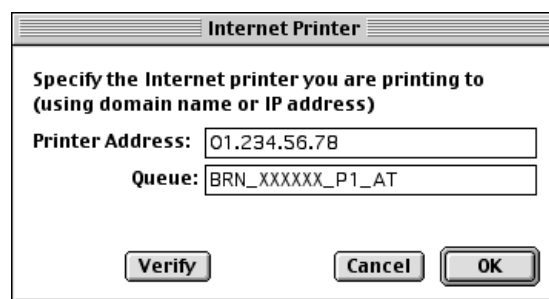 Internet Printer
Specify the Internet printer you are printing to
(using domain name or IP address)
Printer Address: 01.234.56.78
Queue: BRN_XXXXXX_P1_AT
Verify Cancel OK